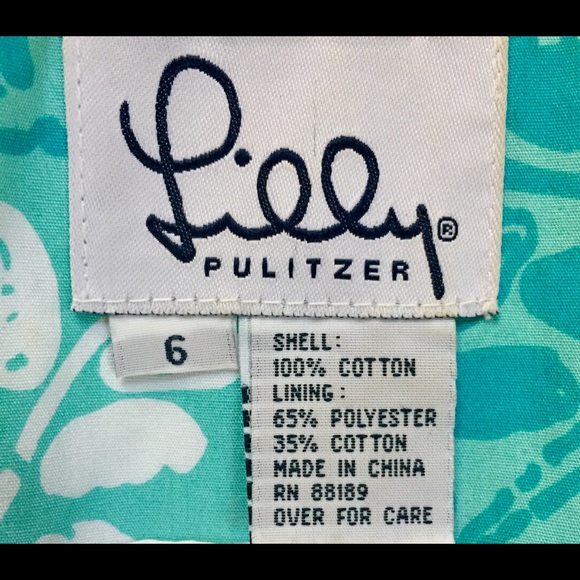 Lilly®
PULITZER
6
SHELL:
100% COTTON
LINING:
65% POLYESTER
35% COTTON
MADE IN CHINA
RN 88189
OVER FOR CARE